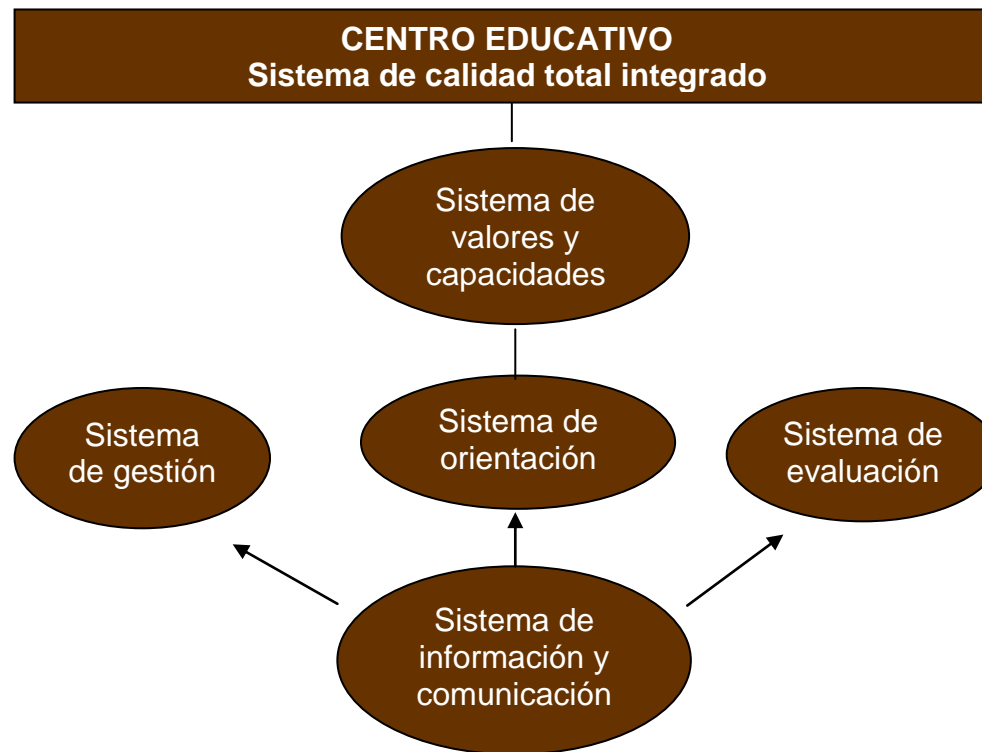 CENTRO EDUCATIVO
Sistema de calidad total integrado
Sistema de
valores y
capacidades
Sistema
de gestión
Sistema de
orientación
Sistema de
evaluación
Sistema de
información y
comunicación